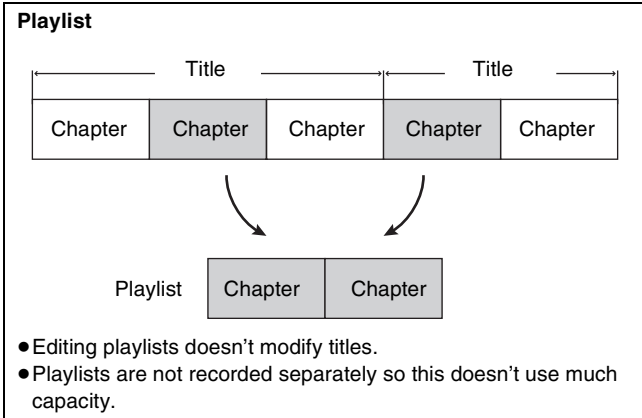 Playlist
Title Title
Chapter Chapter Chapter Chapter Chapter
Playlist Chapter Chapter
●Editing playlists doesn't modify titles.
●Playlists are not recorded separately so this doesn't use much
capacity.